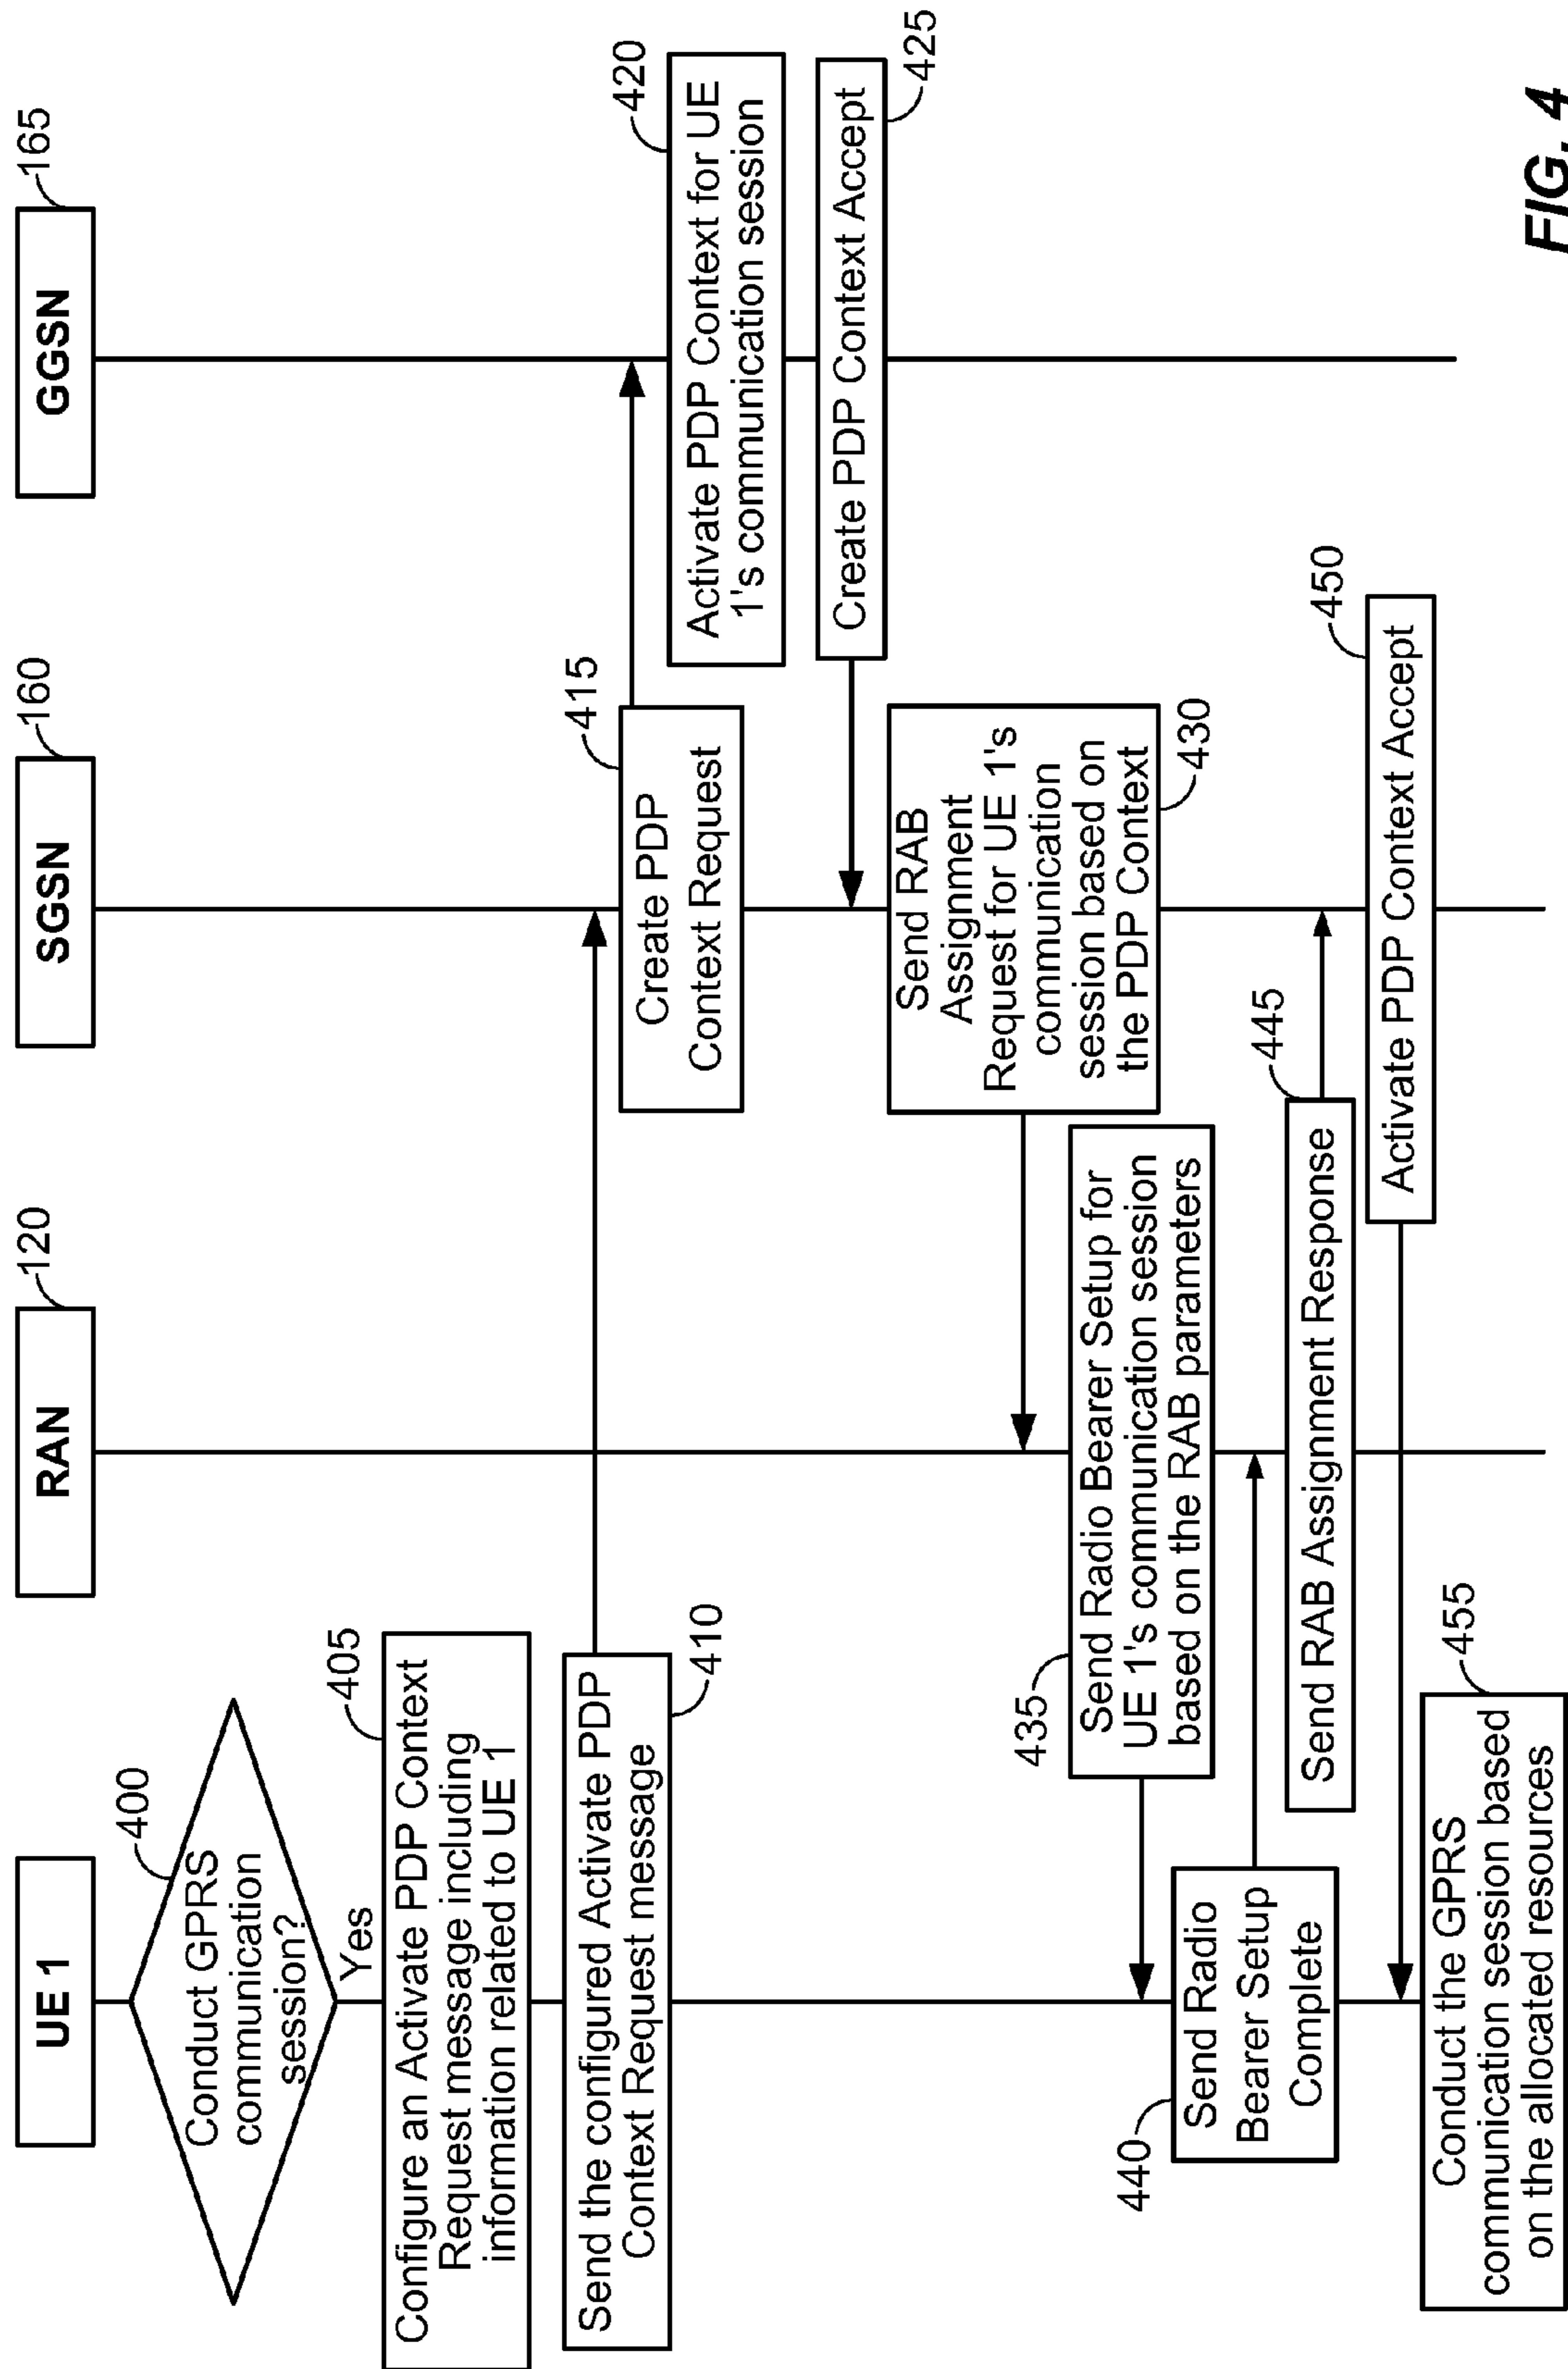 UE 1
RAN
120
SGSN
160
GGSN
165
Conduct GPRS
communication
session?
400
Yes
Configure an Activate PDP Context
Request message including
information related to UE 1
405
Send the configured Activate PDP
Context Request message
410
Create PDP
Context Request
415
Activate PDP Context for UE
1's communication session
420
Create PDP Context Accept
425
Send RAB
Assignment
Request for UE 1's
communication
session based on
the PDP Context
430
Send Radio Bearer Setup for
UE 1's communication session
based on the RAB parameters
435
Send Radio
Bearer Setup
Complete
440
Send RAB Assignment Response
445
Activate PDP Context Accept
450
Conduct the GPRS
communication session based
on the allocated resources
455
FIG. 4